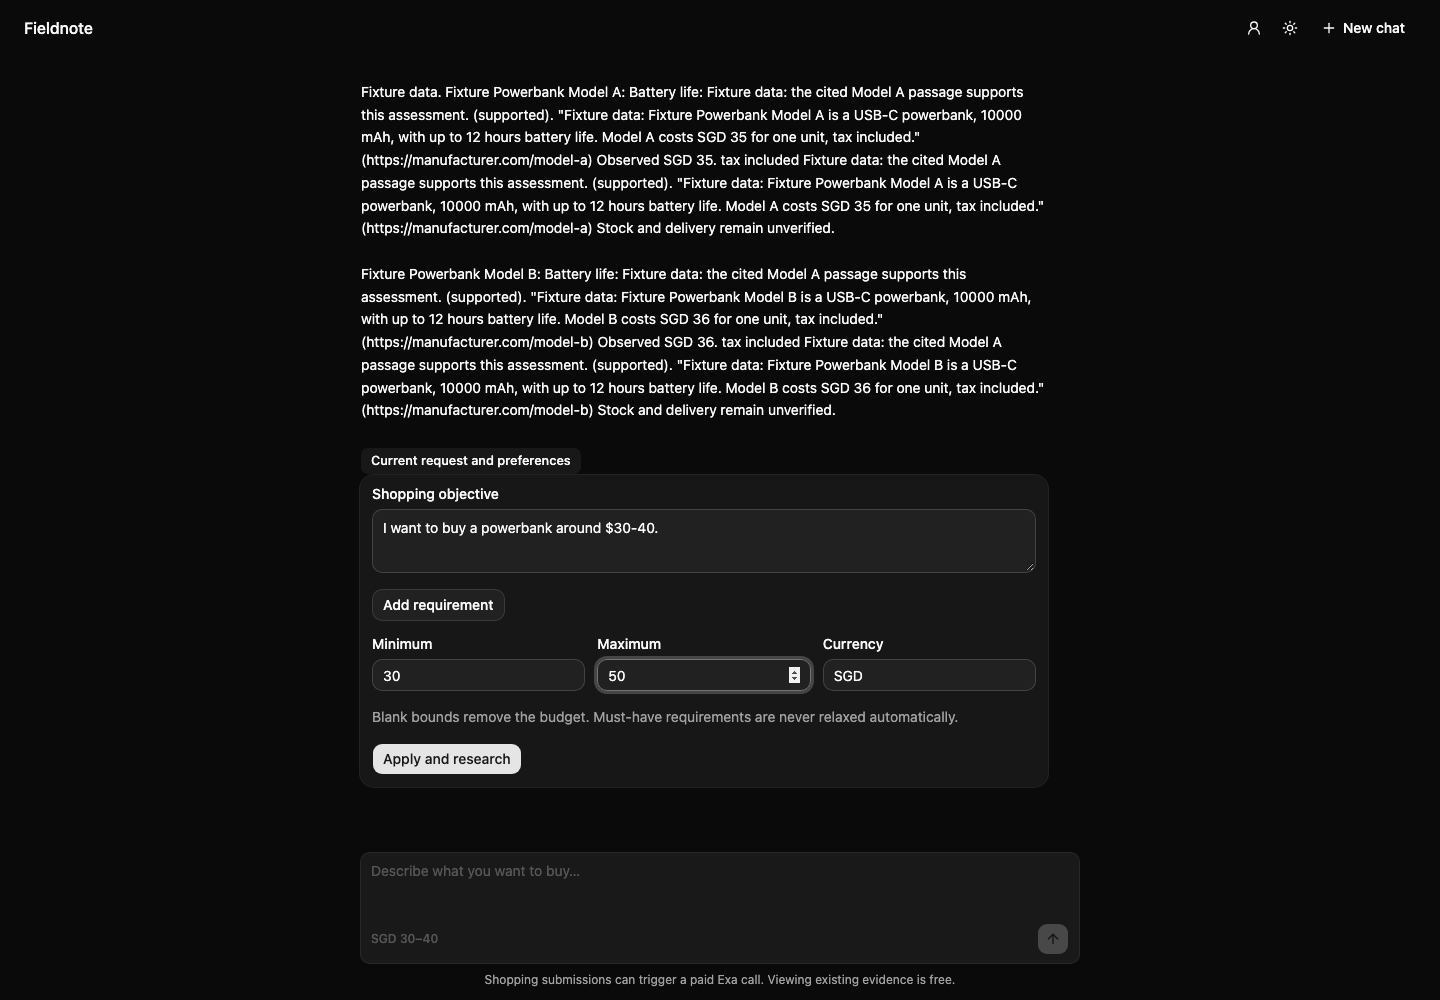 Fieldnote
New chat
Fixture data. Fixture Powerbank Model A: Battery life: Fixture data: the cited Model A passage supports
this assessment. (supported). "Fixture data: Fixture Powerbank Model A is a USB-C powerbank, 10000
mAh, with up to 12 hours battery life. Model A costs SGD 35 for one unit, tax included."
(https://manufacturer.com/model-a) Observed SGD 35. tax included Fixture data: the cited Model A
passage supports this assessment. (supported). "Fixture data: Fixture Powerbank Model A is a USB-C
powerbank, 10000 mAh, with up to 12 hours battery life. Model A costs SGD 35 for one unit, tax included."
(https://manufacturer.com/model-a) Stock and delivery remain unverified.
Fixture Powerbank Model B: Battery life: Fixture data: the cited Model A passage supports this
assessment. (supported). "Fixture data: Fixture Powerbank Model B is a USB-C powerbank, 10000 mAh,
with up to 12 hours battery life. Model B costs SGD 36 for one unit, tax included."
(https://manufacturer.com/model-b) Observed SGD 36. tax included Fixture data: the cited Model A
passage supports this assessment. (supported). "Fixture data: Fixture Powerbank Model B is a USB-C
powerbank, 10000 mAh, with up to 12 hours battery life. Model B costs SGD 36 for one unit, tax included."
(https://manufacturer.com/model-b) Stock and delivery remain unverified.
Current request and preferences
Shopping objective
I want to buy a powerbank around $30-40.
Add requirement
Minimum
Maximum
Currency
30
50
SGD
Blank bounds remove the budget. Must-have requirements are never relaxed automatically.
Apply and research
Describe what you want to buy...
SGD 30–40
Shopping submissions can trigger a paid Exa call. Viewing existing evidence is free.